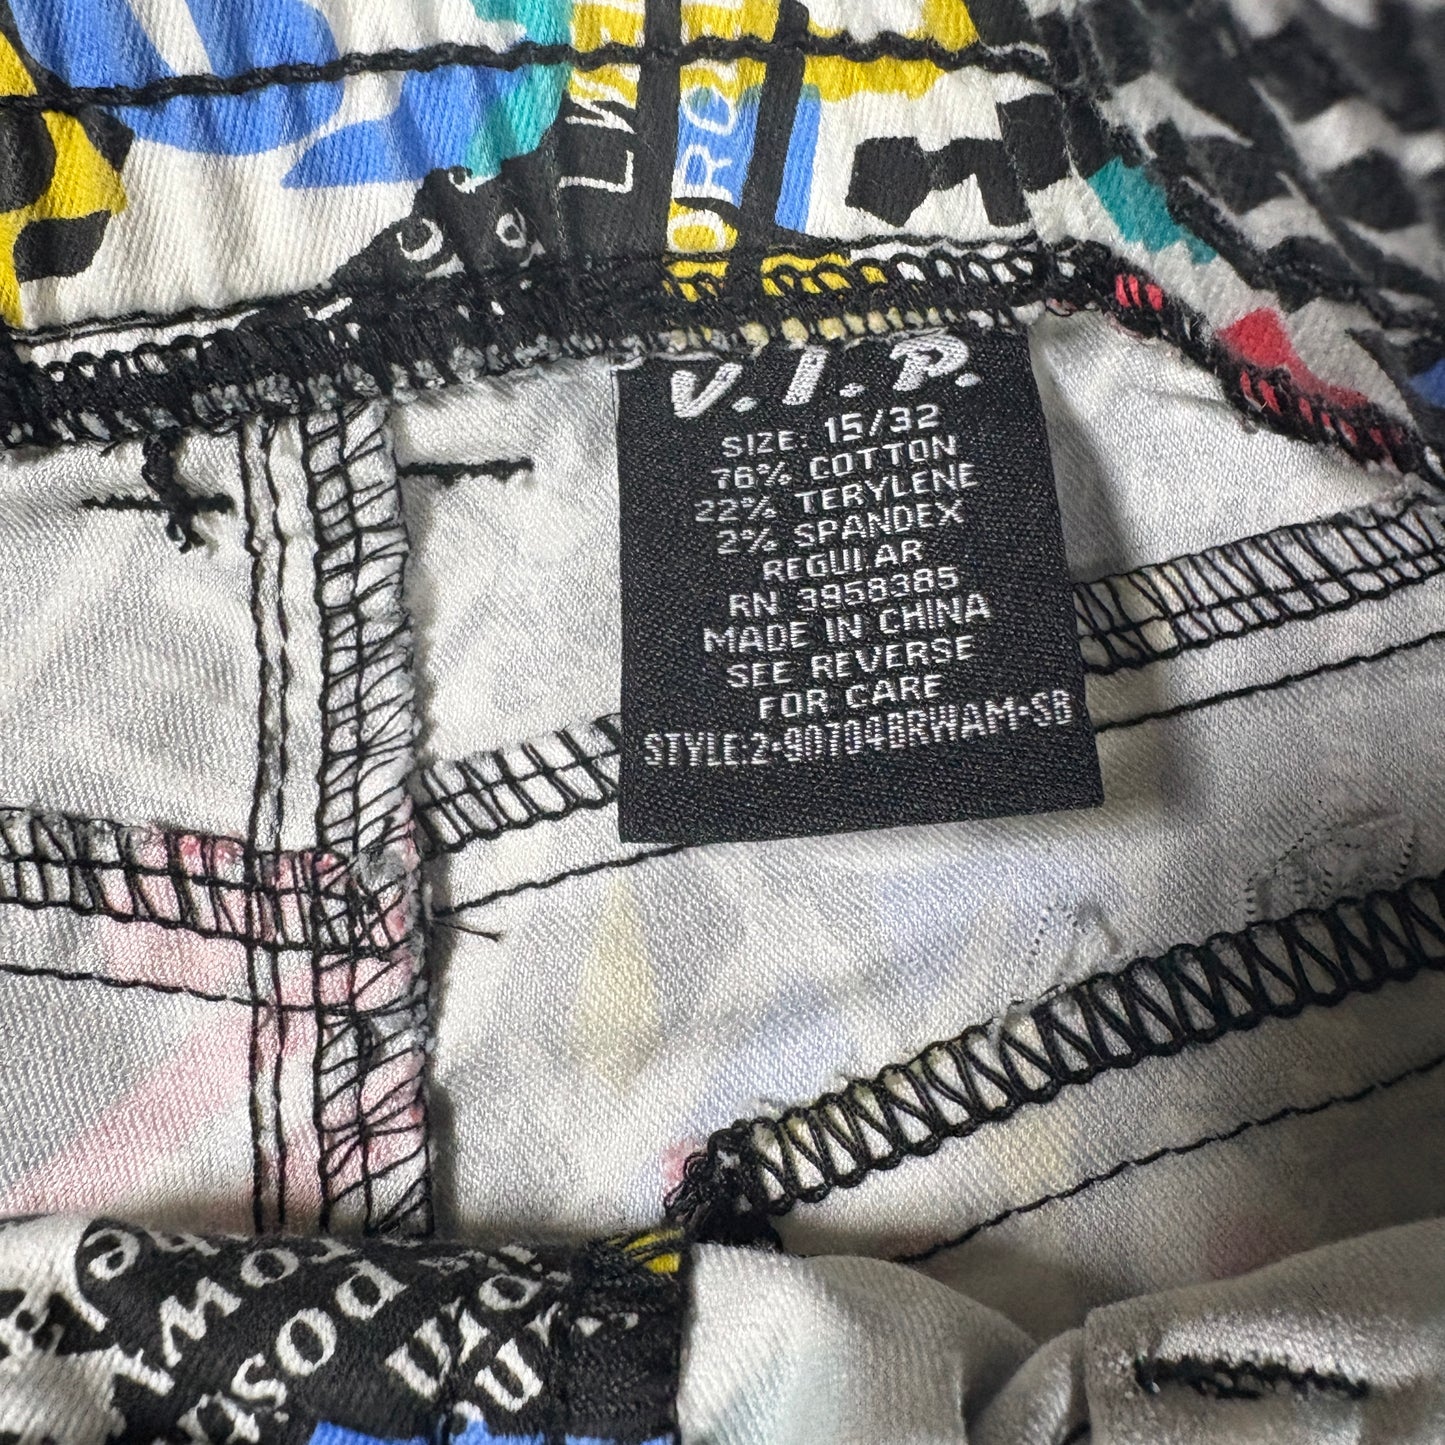 V.I.P.
SIZE: 15/32
76% COTTON
22% TERYLENE
2% SPANDEX
REGULAR
RN 3958385
MADE IN CHINA
SEE REVERSE
FOR CARE
STYLE:2-90704BRWAM-SB